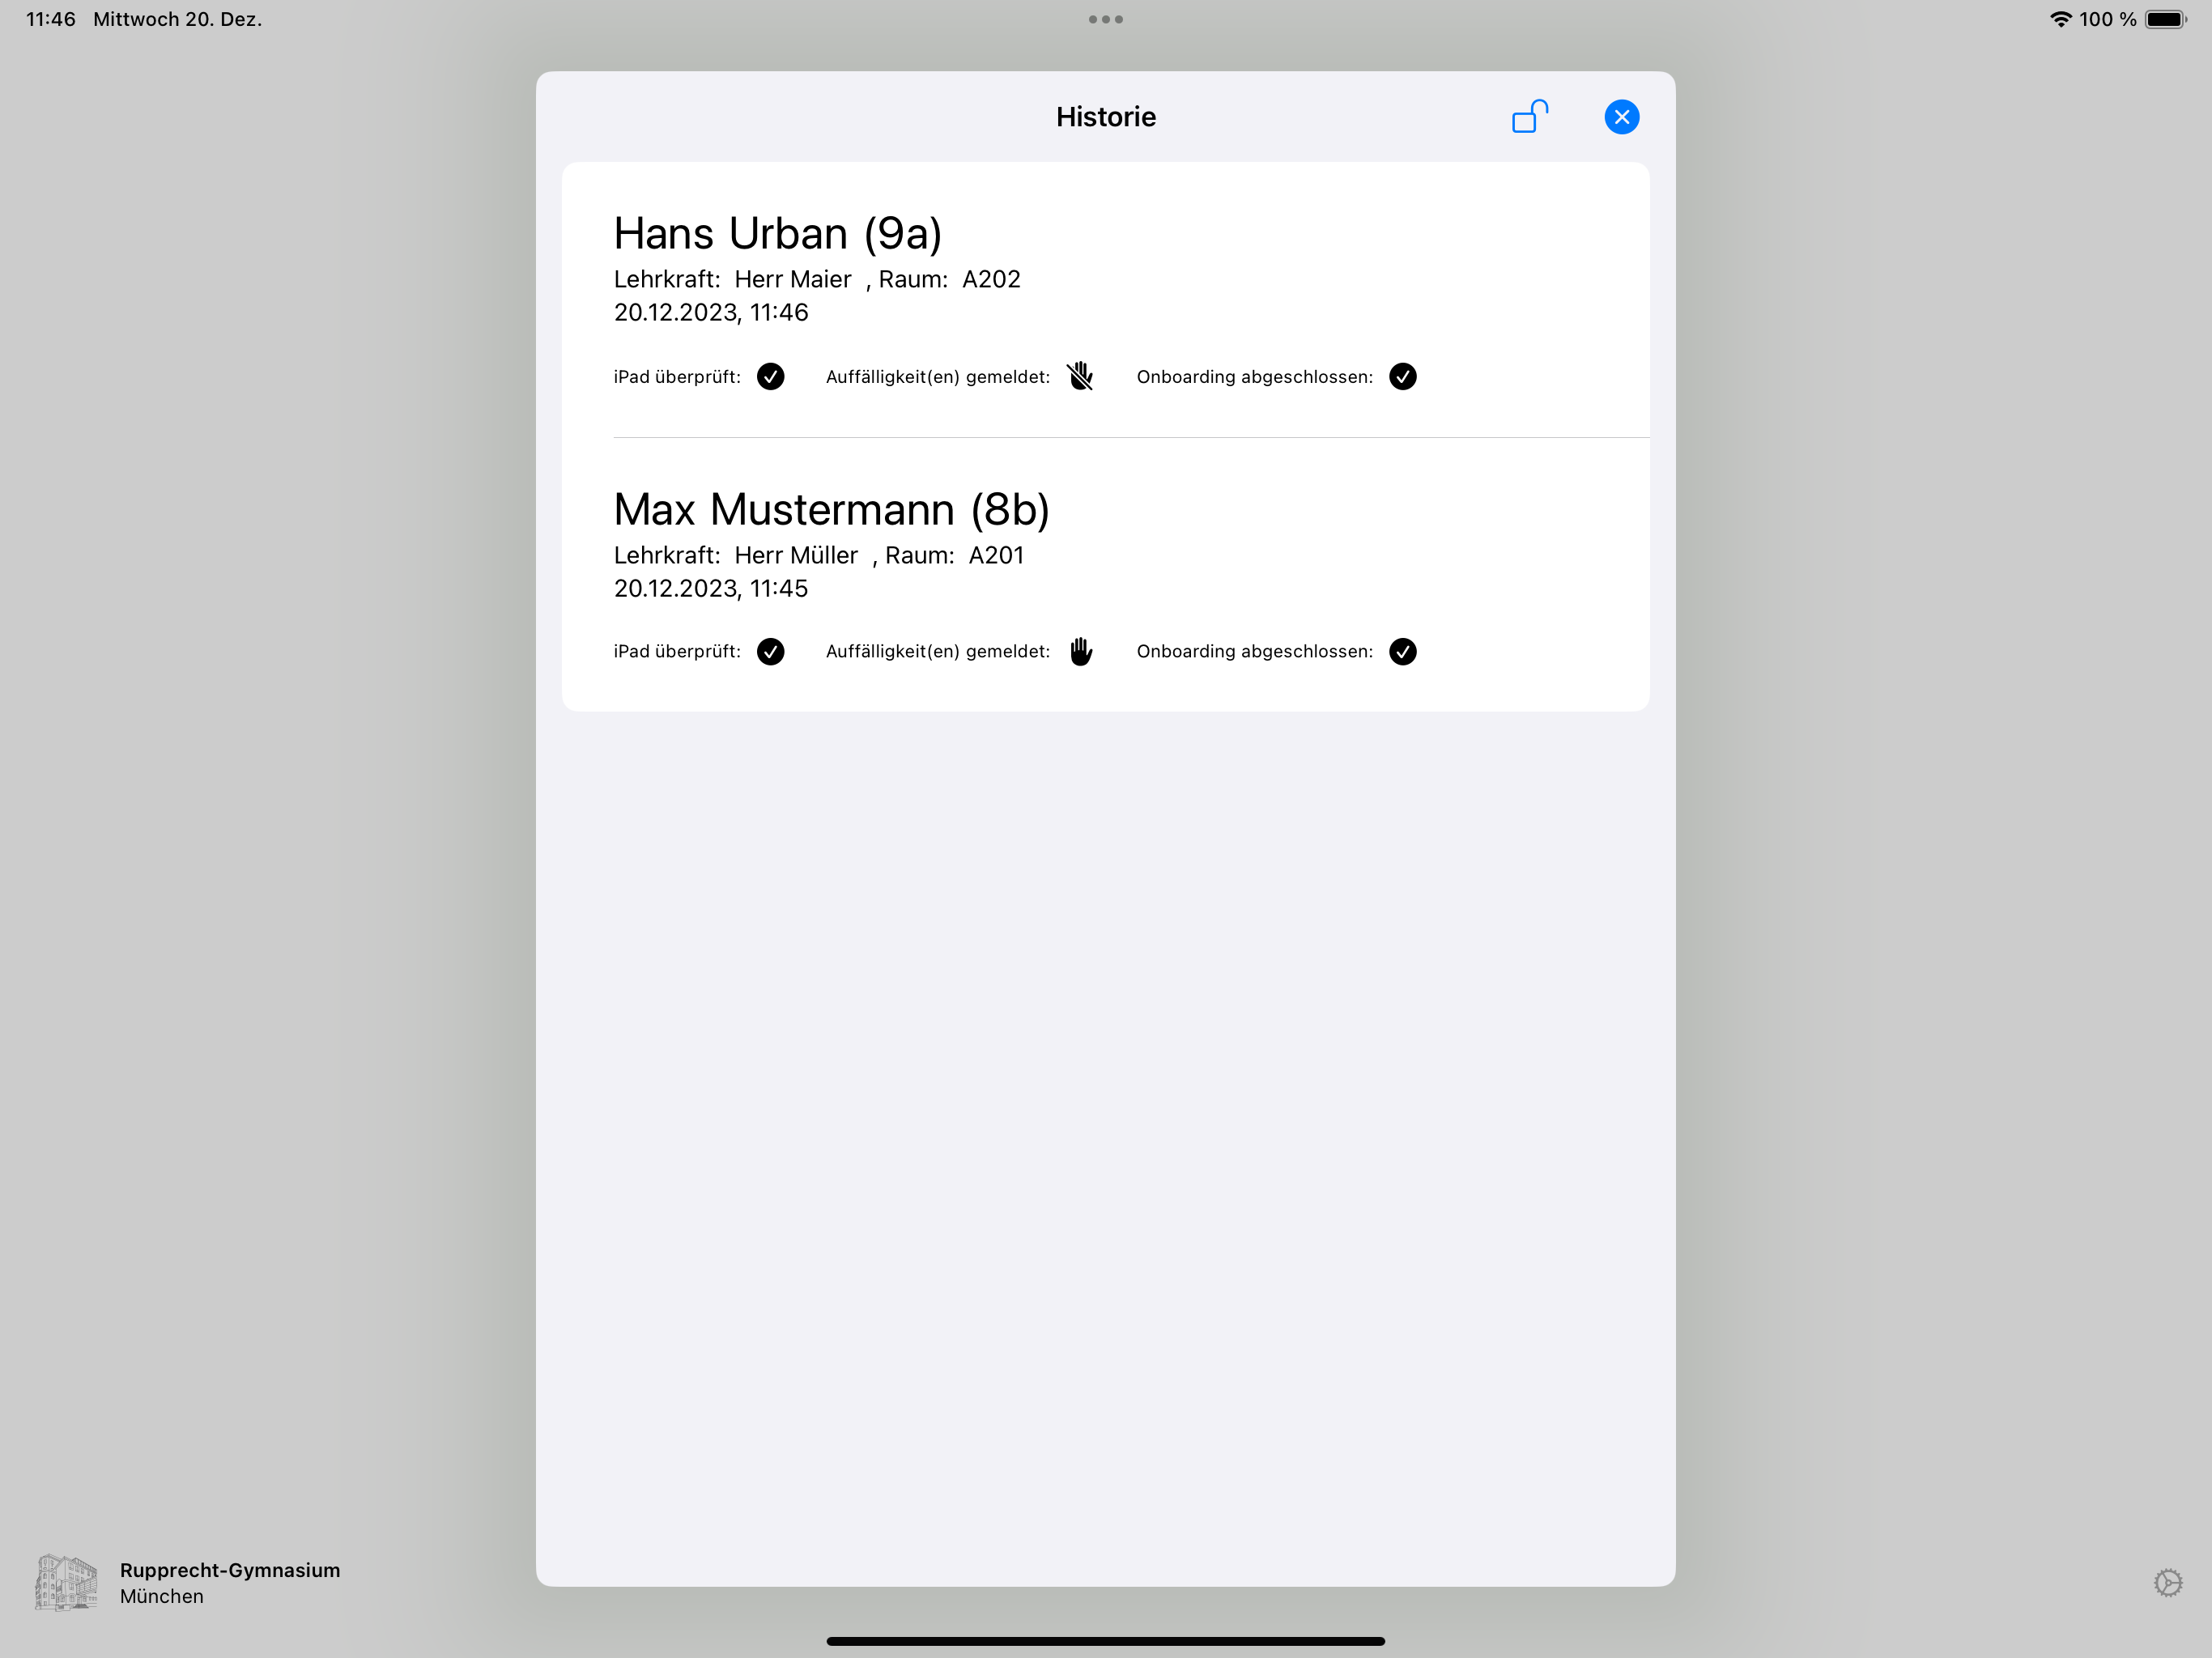 11:46 Mittwoch 20. Dez.
100 %
Historie
Hans Urban (9a)
Lehrkraft: Herr Maier , Raum: A202
20.12.2023, 11:46
iPad überprüft: Auffälligkeit(en) gemeldet: Onboarding abgeschlossen:
Max Mustermann (8b)
Lehrkraft: Herr Müller , Raum: A201
20.12.2023, 11:45
iPad überprüft: Auffälligkeit(en) gemeldet: Onboarding abgeschlossen:
Rupprecht-Gymnasium
München